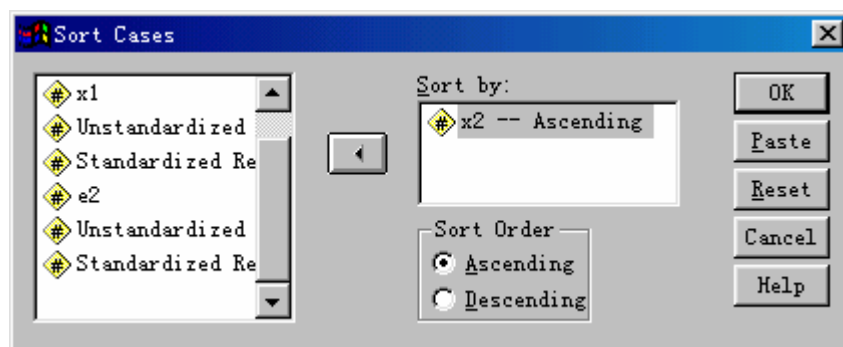 Sort Cases
x1
Unstandardized
Standardized Re
e2
Unstandardized
Standardized Re
Sort by:
x2 -- Ascending
Sort Order
Ascending
Descending
OK
Paste
Reset
Cancel
Help